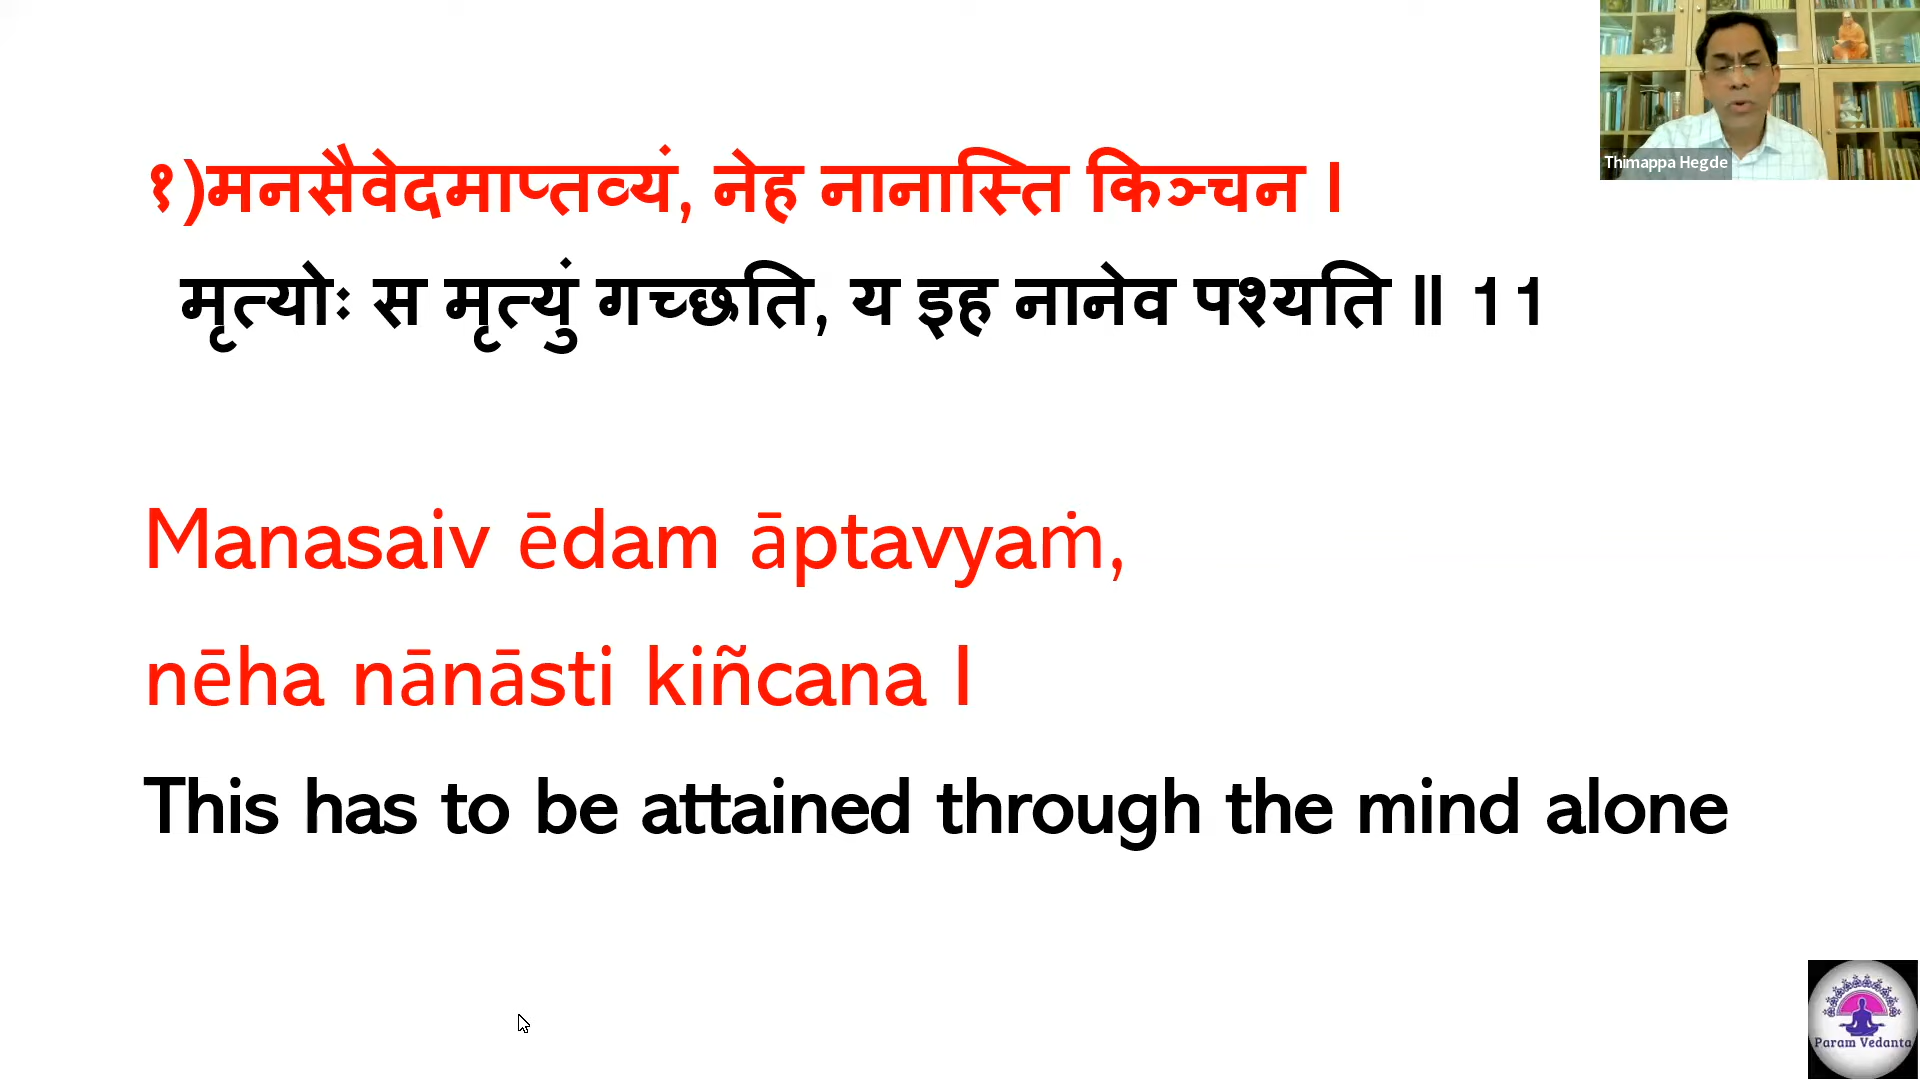 १)मनसैवेदमाप्तव्यं, नेह नानास्ति किञ्चन ।
मृत्योः स मृत्युं गच्छति, य इह नानेव पश्यति ॥ 11
Manasaiv ēdam āptavyaṁ,
nēha nānāsti kiñcana ।
This has to be attained through the mind alone
Thimappa Hegde
Param Vedanta